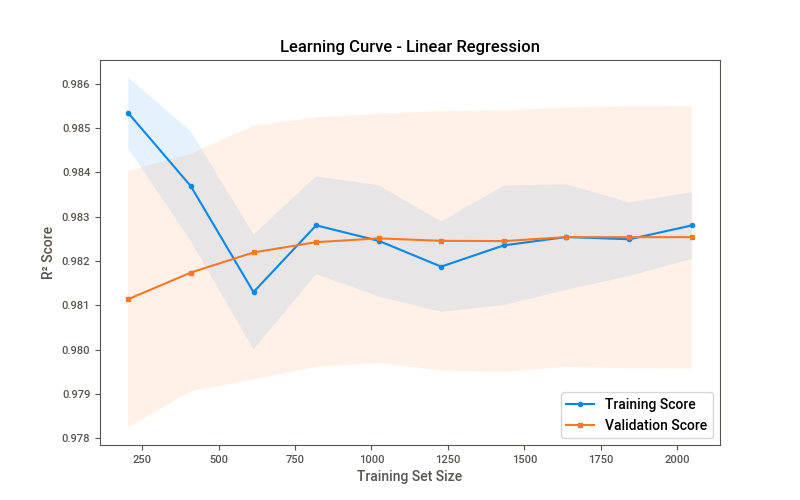 Learning Curve - Linear Regression
0.986
0.985
0.984
0.983
0.982
0.981
0.980
0.979
0.978
R² Score
250 500 750 1000 1250 1500 1750 2000
Training Set Size
Training Score
Validation Score